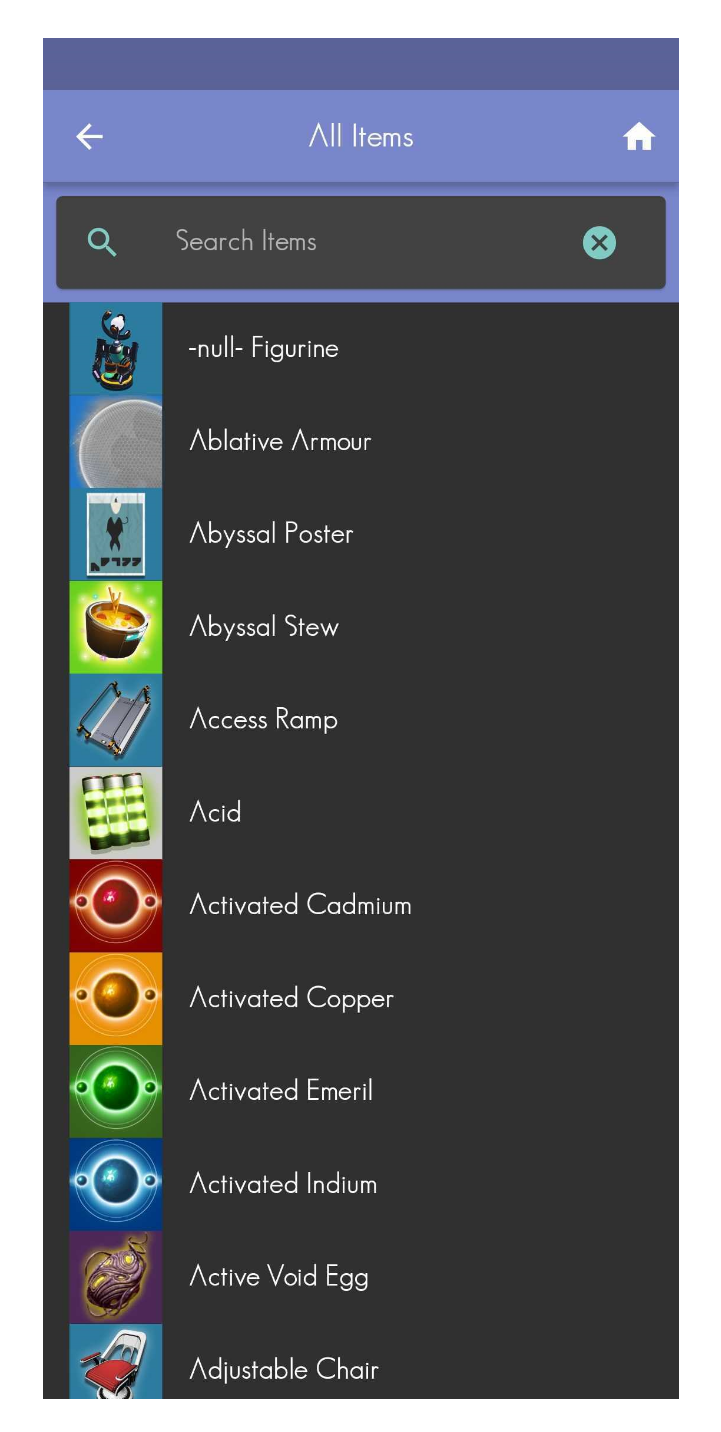 All Items
Search Items
-null- Figurine
Ablative Armour
Abyssal Poster
Abyssal Stew
Access Ramp
Acid
Activated Cadmium
Activated Copper
Activated Emeril
Activated Indium
Active Void Egg
Adjustable Chair